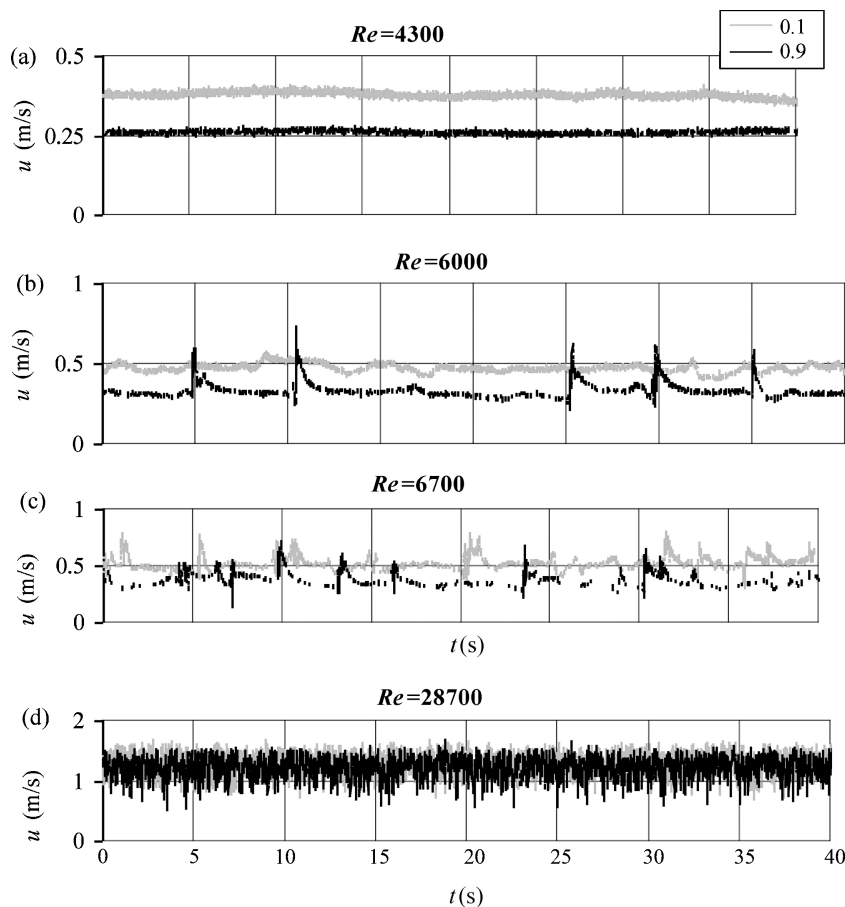 0.1
0.9
Re=4300
(a)
0.5
0.25
0
u (m/s)
Re=6000
(b)
1
0.5
0
u (m/s)
Re=6700
(c)
1
0.5
0
u (m/s)
t(s)
Re=28700
(d)
2
1
0
u (m/s)
0 5 10 15 20 25 30 35 40
t(s)